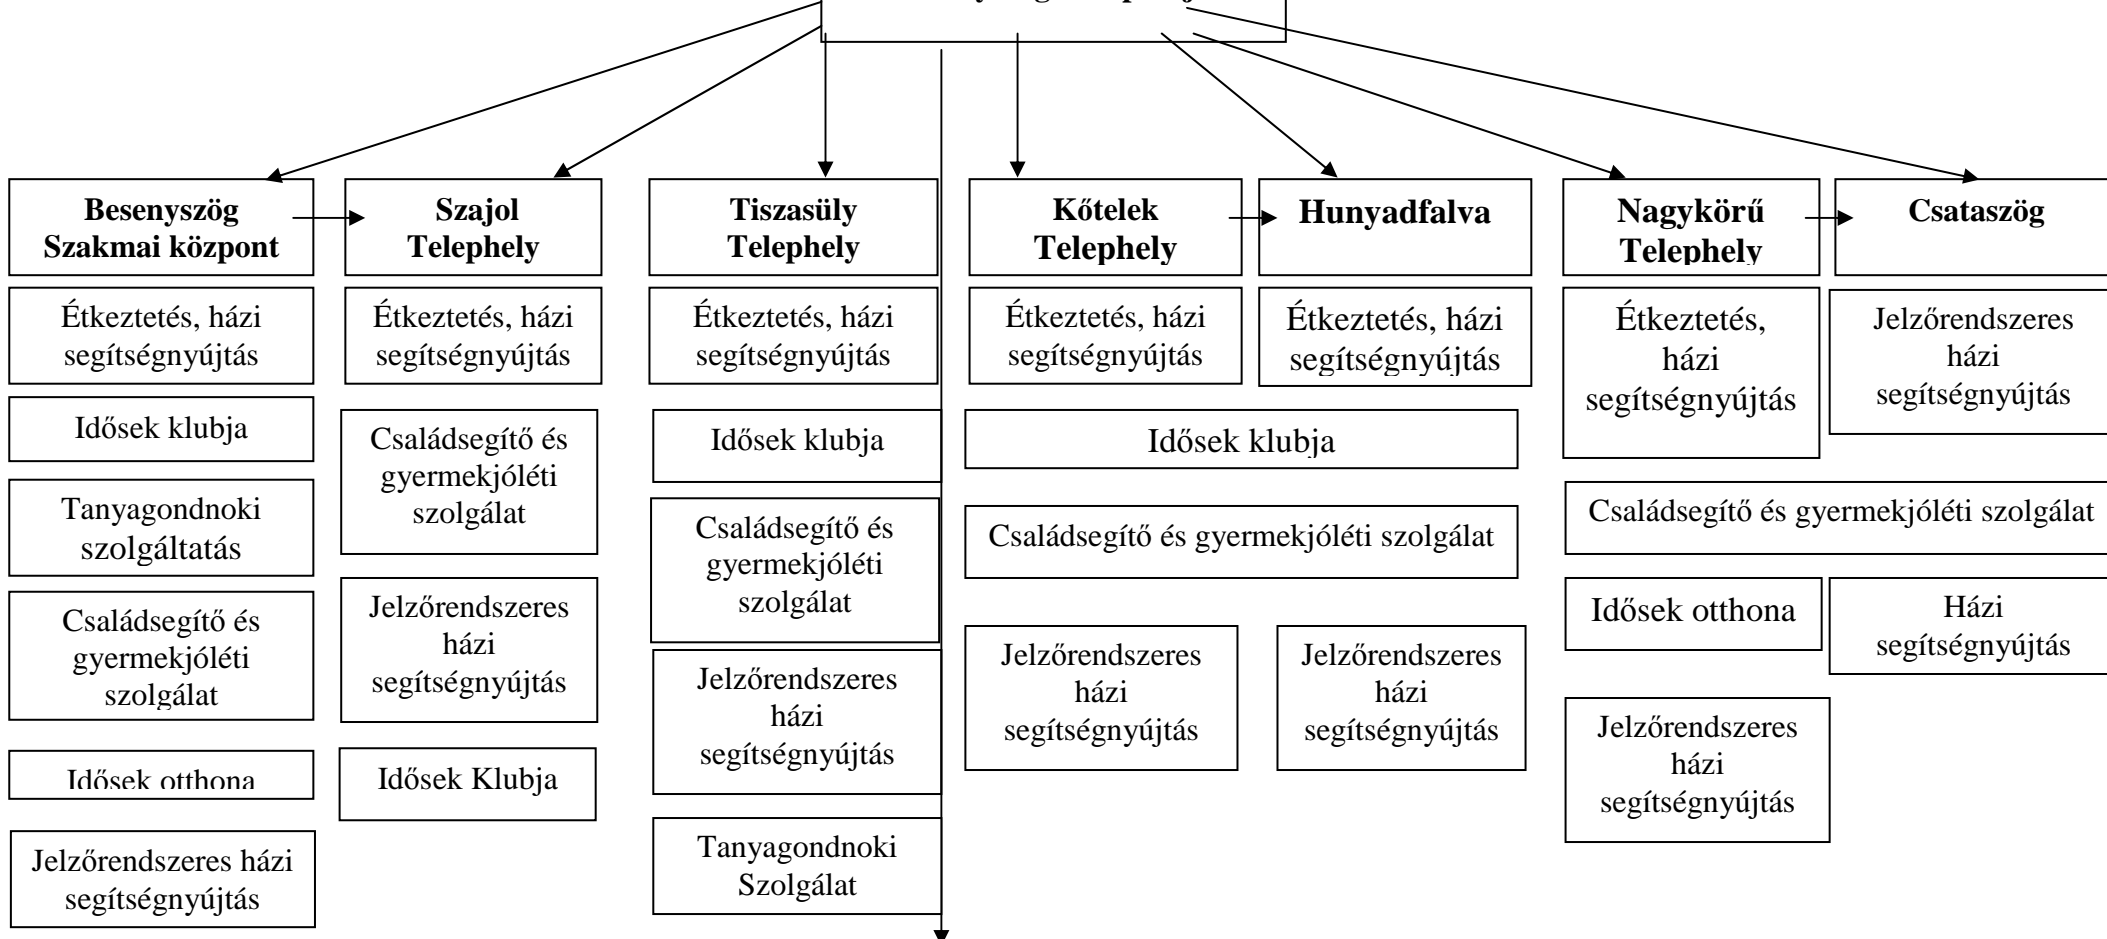 Besenyszög
Szakmai központ
Szajol
Telephely
Tiszasüly
Telephely
Kőtelek
Telephely
Hunyadfalva
Nagykörű
Telephely
Csataszög
Étkeztetés, házi
segítségnyújtás
Étkeztetés, házi
segítségnyújtás
Étkeztetés, házi
segítségnyújtás
Étkeztetés, házi
segítségnyújtás
Étkeztetés, házi
segítségnyújtás
Étkeztetés,
házi
segítségnyújtás
Jelzőrendszeres
házi
segítségnyújtás
Idősek klubja
Családsegítő és
gyermekjóléti
szolgálat
Idősek klubja
Idősek klubja
Tanyagondnoki
szolgáltatás
Családsegítő és
gyermekjóléti
szolgálat
Családsegítő és gyermekjóléti szolgálat
Családsegítő és gyermekjóléti szolgálat
Családsegítő és
gyermekjóléti
szolgálat
Jelzőrendszeres
házi
segítségnyújtás
Jelzőrendszeres
házi
segítségnyújtás
Jelzőrendszeres
házi
segítségnyújtás
Jelzőrendszeres
házi
segítségnyújtás
Idősek otthona
Házi
segítségnyújtás
Idősek otthona
Idősek Klubja
Jelzőrendszeres
házi
segítségnyújtás
Jelzőrendszeres házi
segítségnyújtás
Tanyagondnoki
Szolgálat